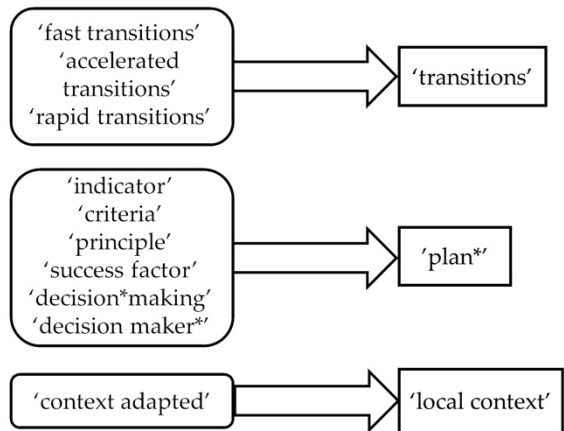 ‘fast transitions’
‘accelerated
transitions’
‘rapid transitions’
‘transitions’
‘indicator’
‘criteria’
‘principle’
‘success factor’
‘decision*making’
‘decision maker*’
’plan*’
‘context adapted’
‘local context’